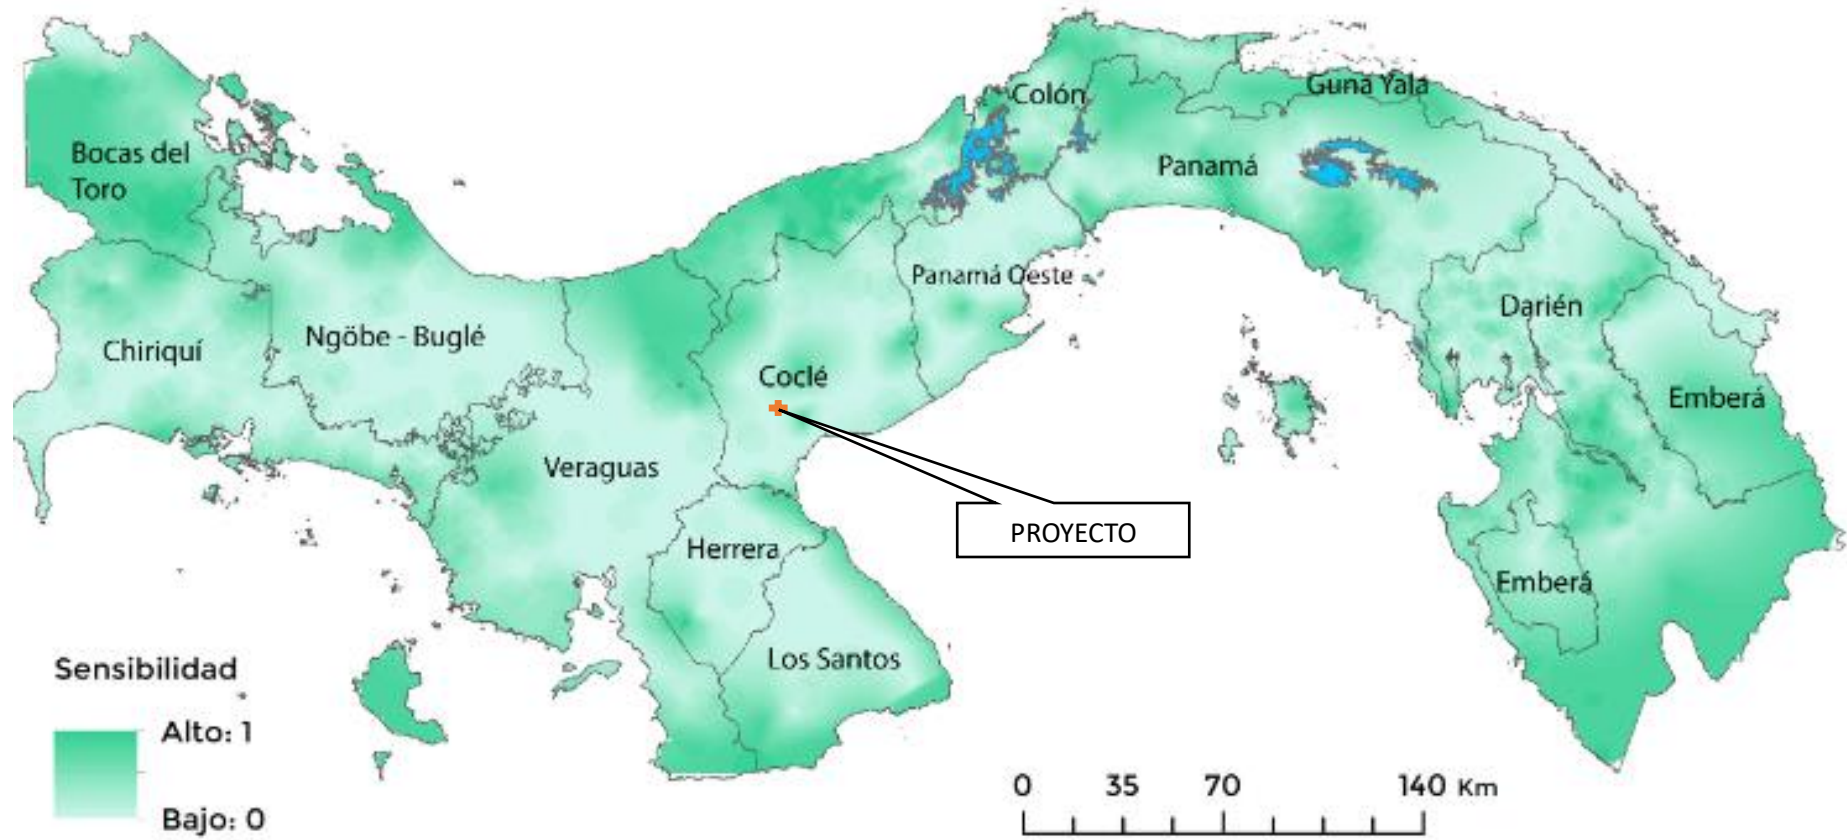 Colón
Guna Yala
Bocas del
Toro
Panamá
Panamá Oeste
Darién
Ngöbe - Buglé
Chiriquí
Coclé
Emberá
Veraguas
PROYECTO
Herrera
Emberá
Los Santos
Sensibilidad
Alto: 1
Bajo: 0
0 35 70 140 Km